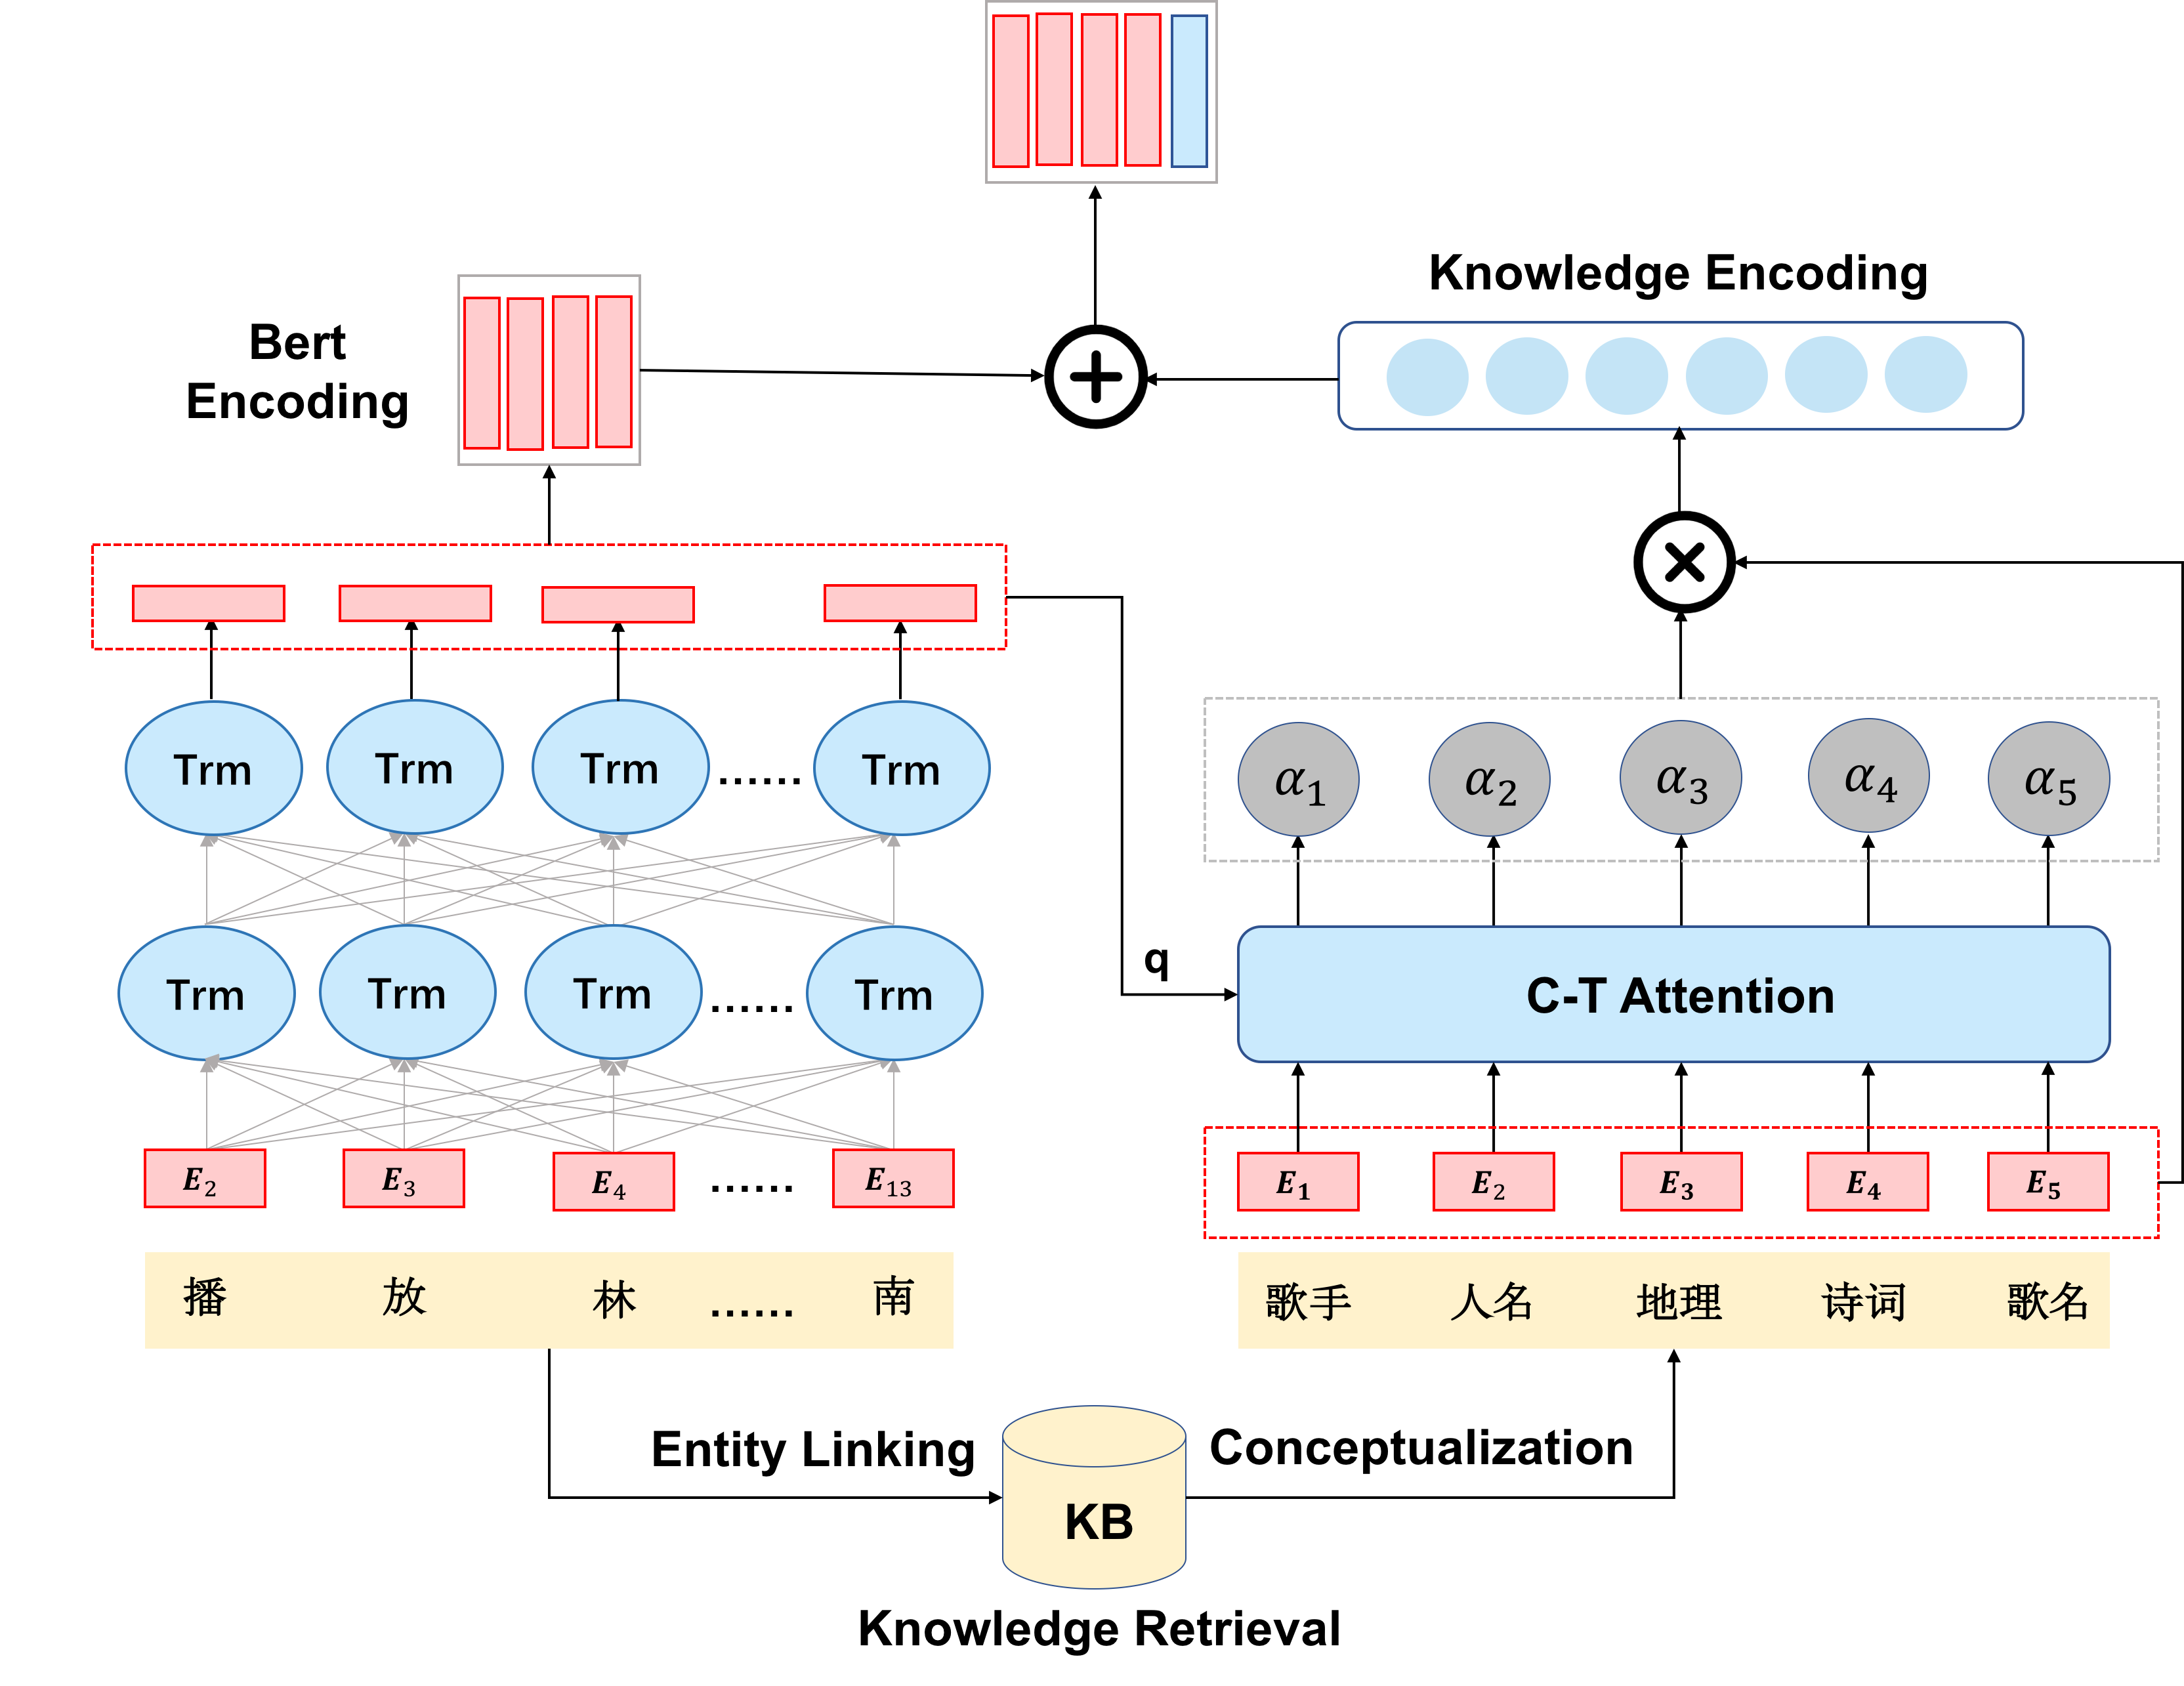 Knowledge Encoding
Bert
Encoding
Trm Trm Trm ...... Trm
α1 α2 α3 α4 α5
q
Trm Trm Trm ...... Trm
C-T Attention
E2 E3 E4 ...... E13
E1 E2 E3 E4 E5
播 放 林 ...... 南
歌手 人名 地理 诗词 歌名
Entity Linking
Conceptualization
KB
Knowledge Retrieval